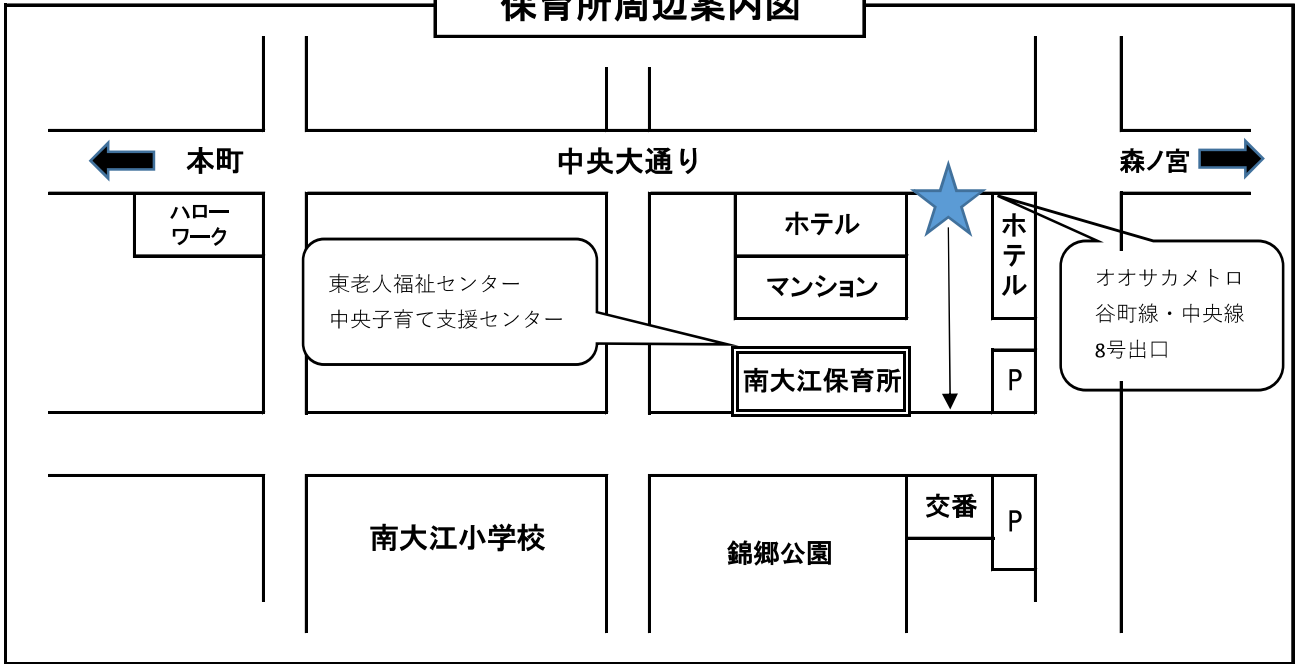 保育所周辺案内図
本町
中央大通り
森ノ宮
ハロー
ワーク
ホテル
ホテル
マンション
東老人福祉センター
中央子育て支援センター
オオサカメトロ
谷町線・中央線
8号出口
南大江保育所
P
交番
P
南大江小学校
錦郷公園